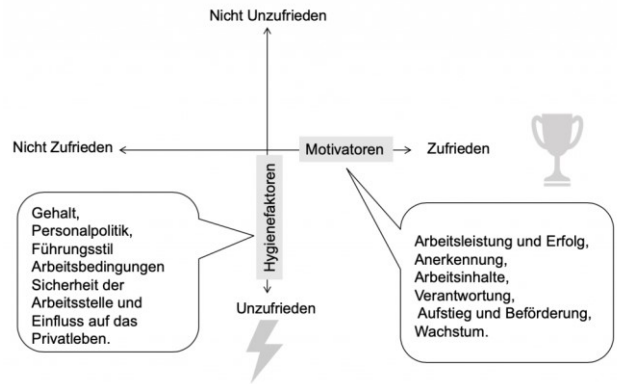 Nicht Unzufrieden
Nicht Zufrieden
Motivatoren
Zufrieden
Hygienefaktoren
Gehalt,
Personalpolitik,
Führungsstil
Arbeitsbedingungen
Sicherheit der
Arbeitsstelle und
Einfluss auf das
Privatleben.
Arbeitsleistung und Erfolg,
Anerkennung,
Arbeitsinhalte,
Verantwortung,
Aufstieg und Beförderung,
Wachstum.
Unzufrieden